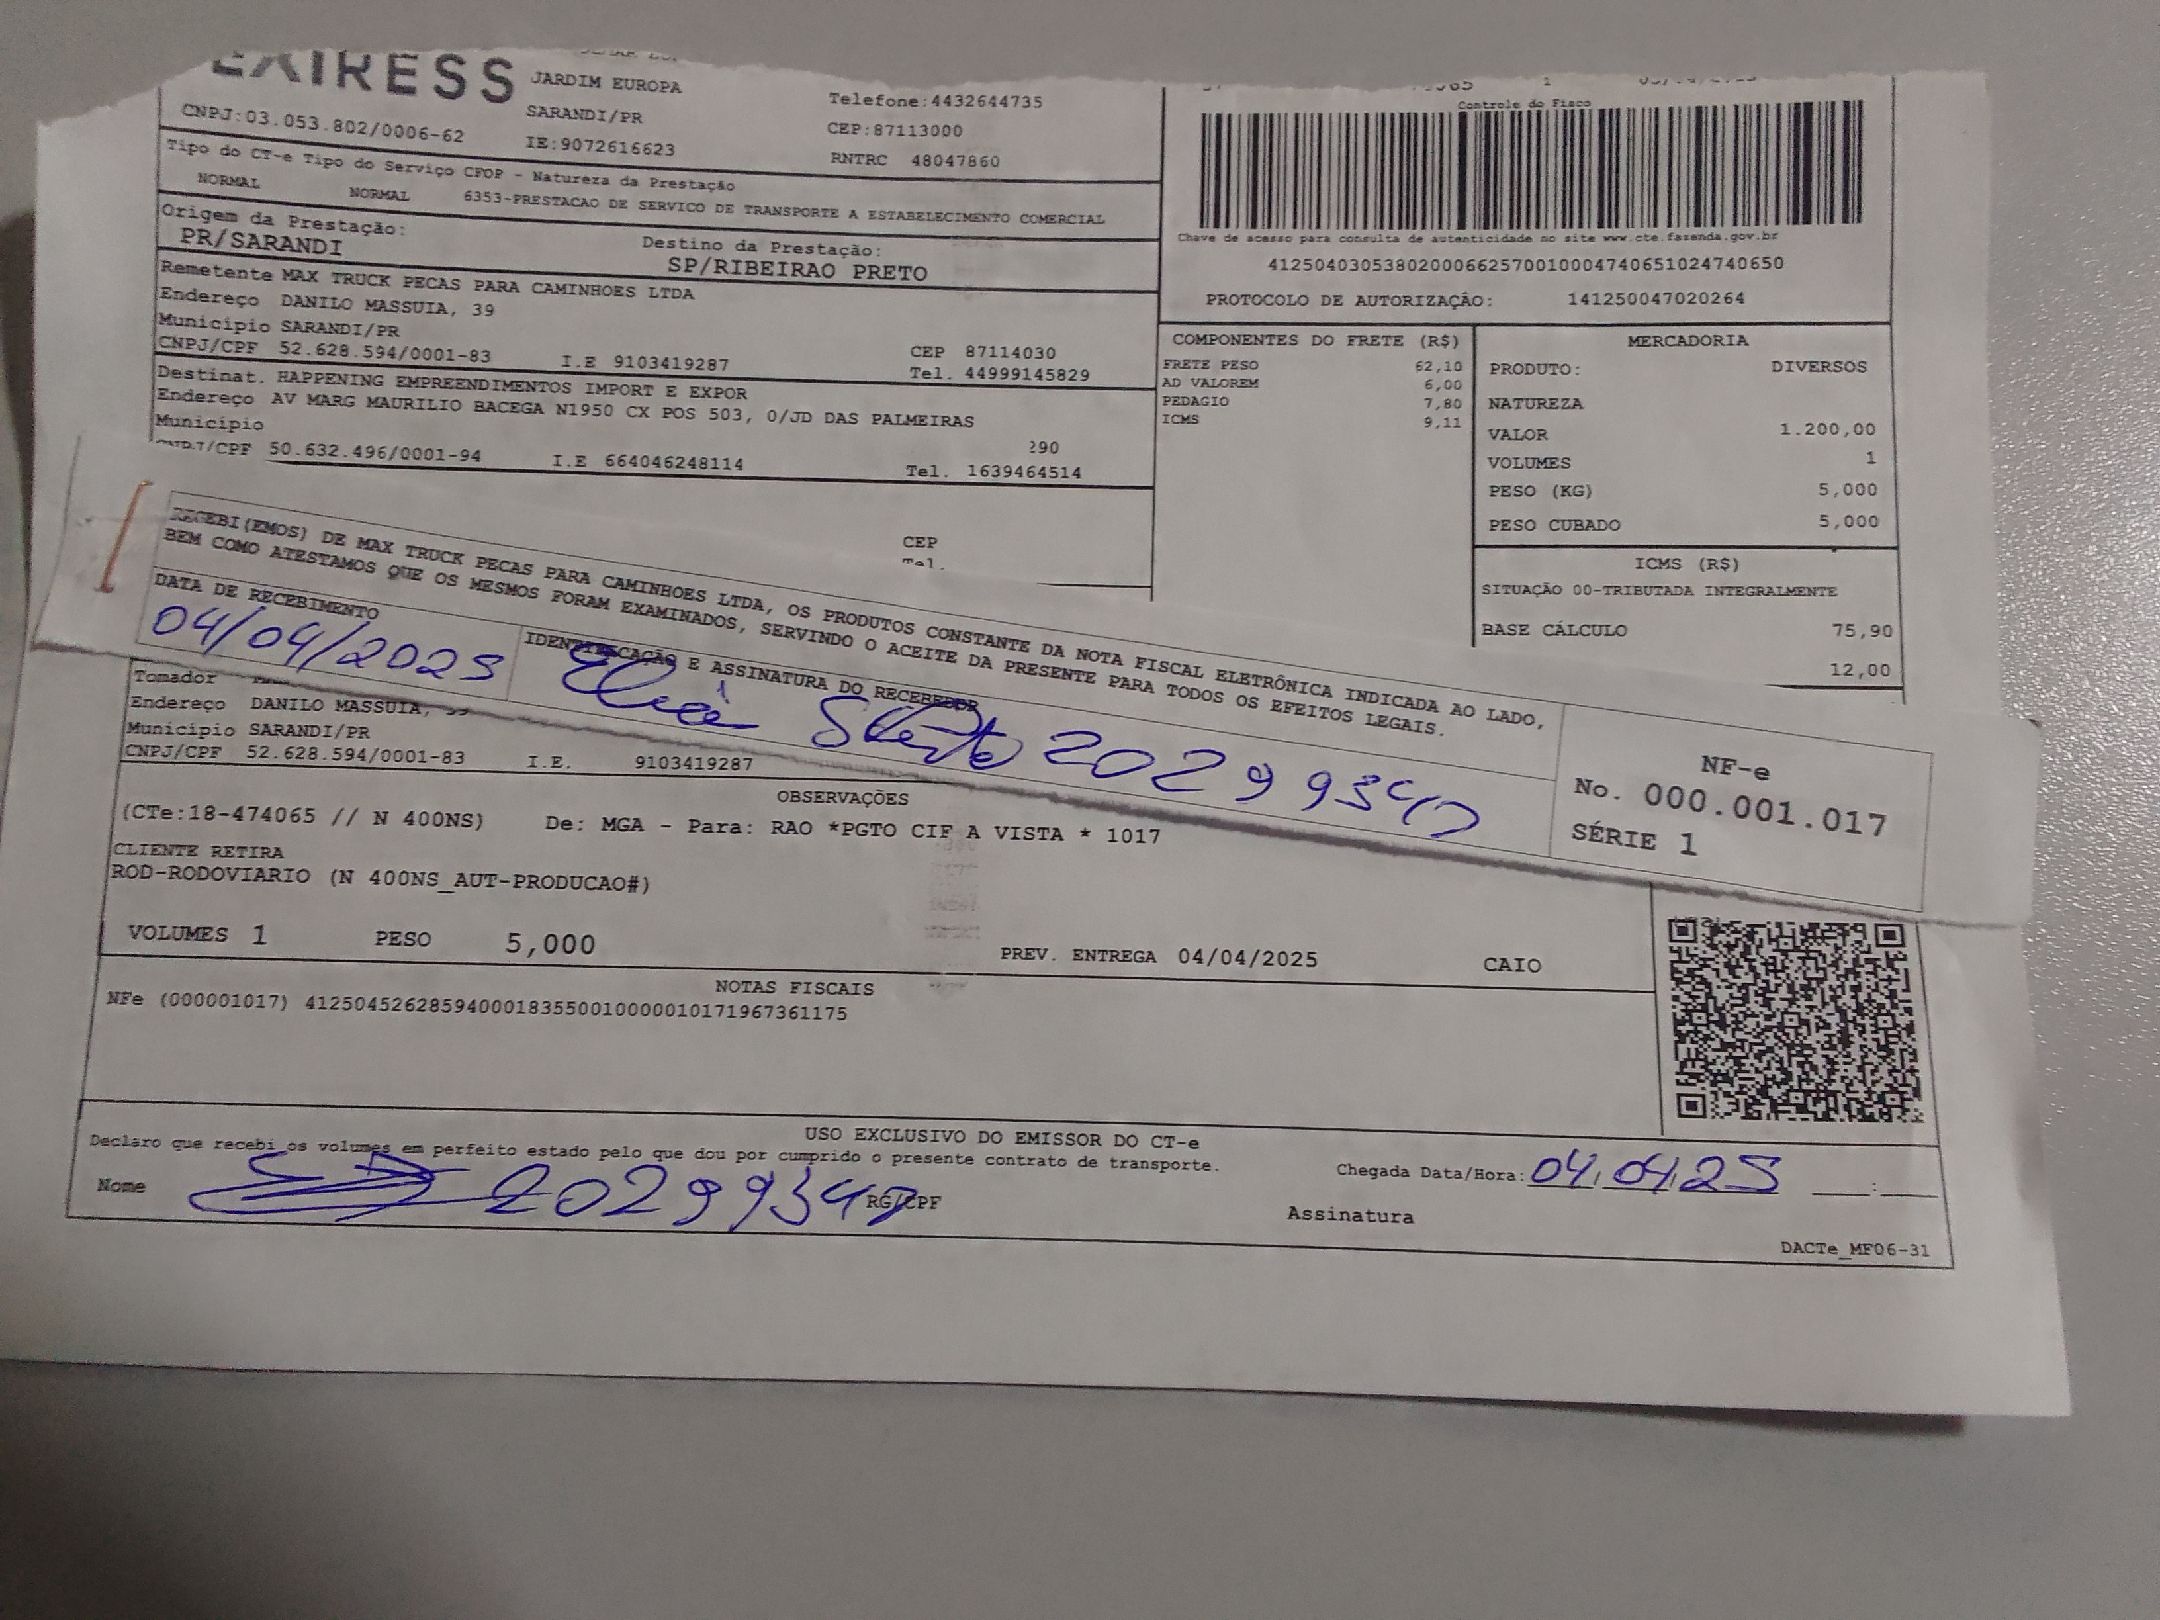 JARDIM EUROPA
SARANDI/PR
Telefone:4432644735
CNPJ:03.053.802/0006-62
IE:9072616623
CEP:87113000
RNTRC 48047860
Tipo do CT-e Tipo do Serviço CFOP - Natureza da Prestação
NORMAL NORMAL 6353-PRESTACAO DE SERVICO DE TRANSPORTE A ESTABELECIMENTO COMERCIAL
Origem da Prestação:
PR/SARANDI
Destino da Prestação:
SP/RIBEIRAO PRETO
Remetente MAX TRUCK PECAS PARA CAMINHOES LTDA
Endereço DANILO MASSUIA, 39
Município SARANDI/PR
CNPJ/CPF 52.628.594/0001-83 I.E 9103419287
CEP 87114030
Tel. 44999145829
Destinat. HAPPENING EMPREENDIMENTOS IMPORT E EXPOR
Endereço AV MARG MAURILIO BACEGA N1950 CX POS 503, 0/JD DAS PALMEIRAS
Município
290
CNPJ/CPF 50.632.496/0001-94 I.E 664046248114 Tel. 1639464514
CEP
Tel.
Controle do Fisco
Chave de acesso para consulta de autenticidade no site www.cte.fazenda.gov.br
41250403053802000662570010004740651024740650
PROTOCOLO DE AUTORIZAÇÃO: 141250047020264
COMPONENTES DO FRETE (R$)
FRETE PESO 62,10
AD VALOREM 6,00
PEDAGIO 7,80
ICMS 9,11
MERCADORIA
PRODUTO: DIVERSOS
NATUREZA
VALOR 1.200,00
VOLUMES 1
PESO (KG) 5,000
PESO CUBADO 5,000
ICMS (R$)
SITUAÇÃO 00-TRIBUTADA INTEGRALMENTE
BASE CÁLCULO 75,90
12,00
RECEBI(EMOS) DE MAX TRUCK PECAS PARA CAMINHOES LTDA, OS PRODUTOS CONSTANTE DA NOTA FISCAL ELETRÔNICA INDICADA AO LADO,
BEM COMO ATESTAMOS QUE OS MESMOS FORAM EXAMINADOS, SERVINDO O ACEITE DA PRESENTE PARA TODOS OS EFEITOS LEGAIS.
DATA DE RECEBIMENTO
04/04/2025
IDENTIFICAÇÃO E ASSINATURA DO RECEBEDOR
20299347
NF-e
No. 000.001.017
SÉRIE 1
Tomador
Endereço DANILO MASSUIA, 39
Município SARANDI/PR
CNPJ/CPF 52.628.594/0001-83 I.E. 9103419287
OBSERVAÇÕES
(CTe:18-474065 // N 400NS) De: MGA - Para: RAO *PGTO CIF A VISTA * 1017
CLIENTE RETIRA
ROD-RODOVIARIO (N 400NS_AUT-PRODUCAO#)
VOLUMES 1 PESO 5,000 PREV. ENTREGA 04/04/2025 CAIO
NOTAS FISCAIS
NFe (000001017) 41250452628594000183550010000010171967361175
USO EXCLUSIVO DO EMISSOR DO CT-e
Declaro que recebi os volumes em perfeito estado pelo que dou por cumprido o presente contrato de transporte.
Chegada Data/Hora: 04.04.25 ___:___
Nome 20299347 RG/CPF Assinatura
DACTe_MF06-31